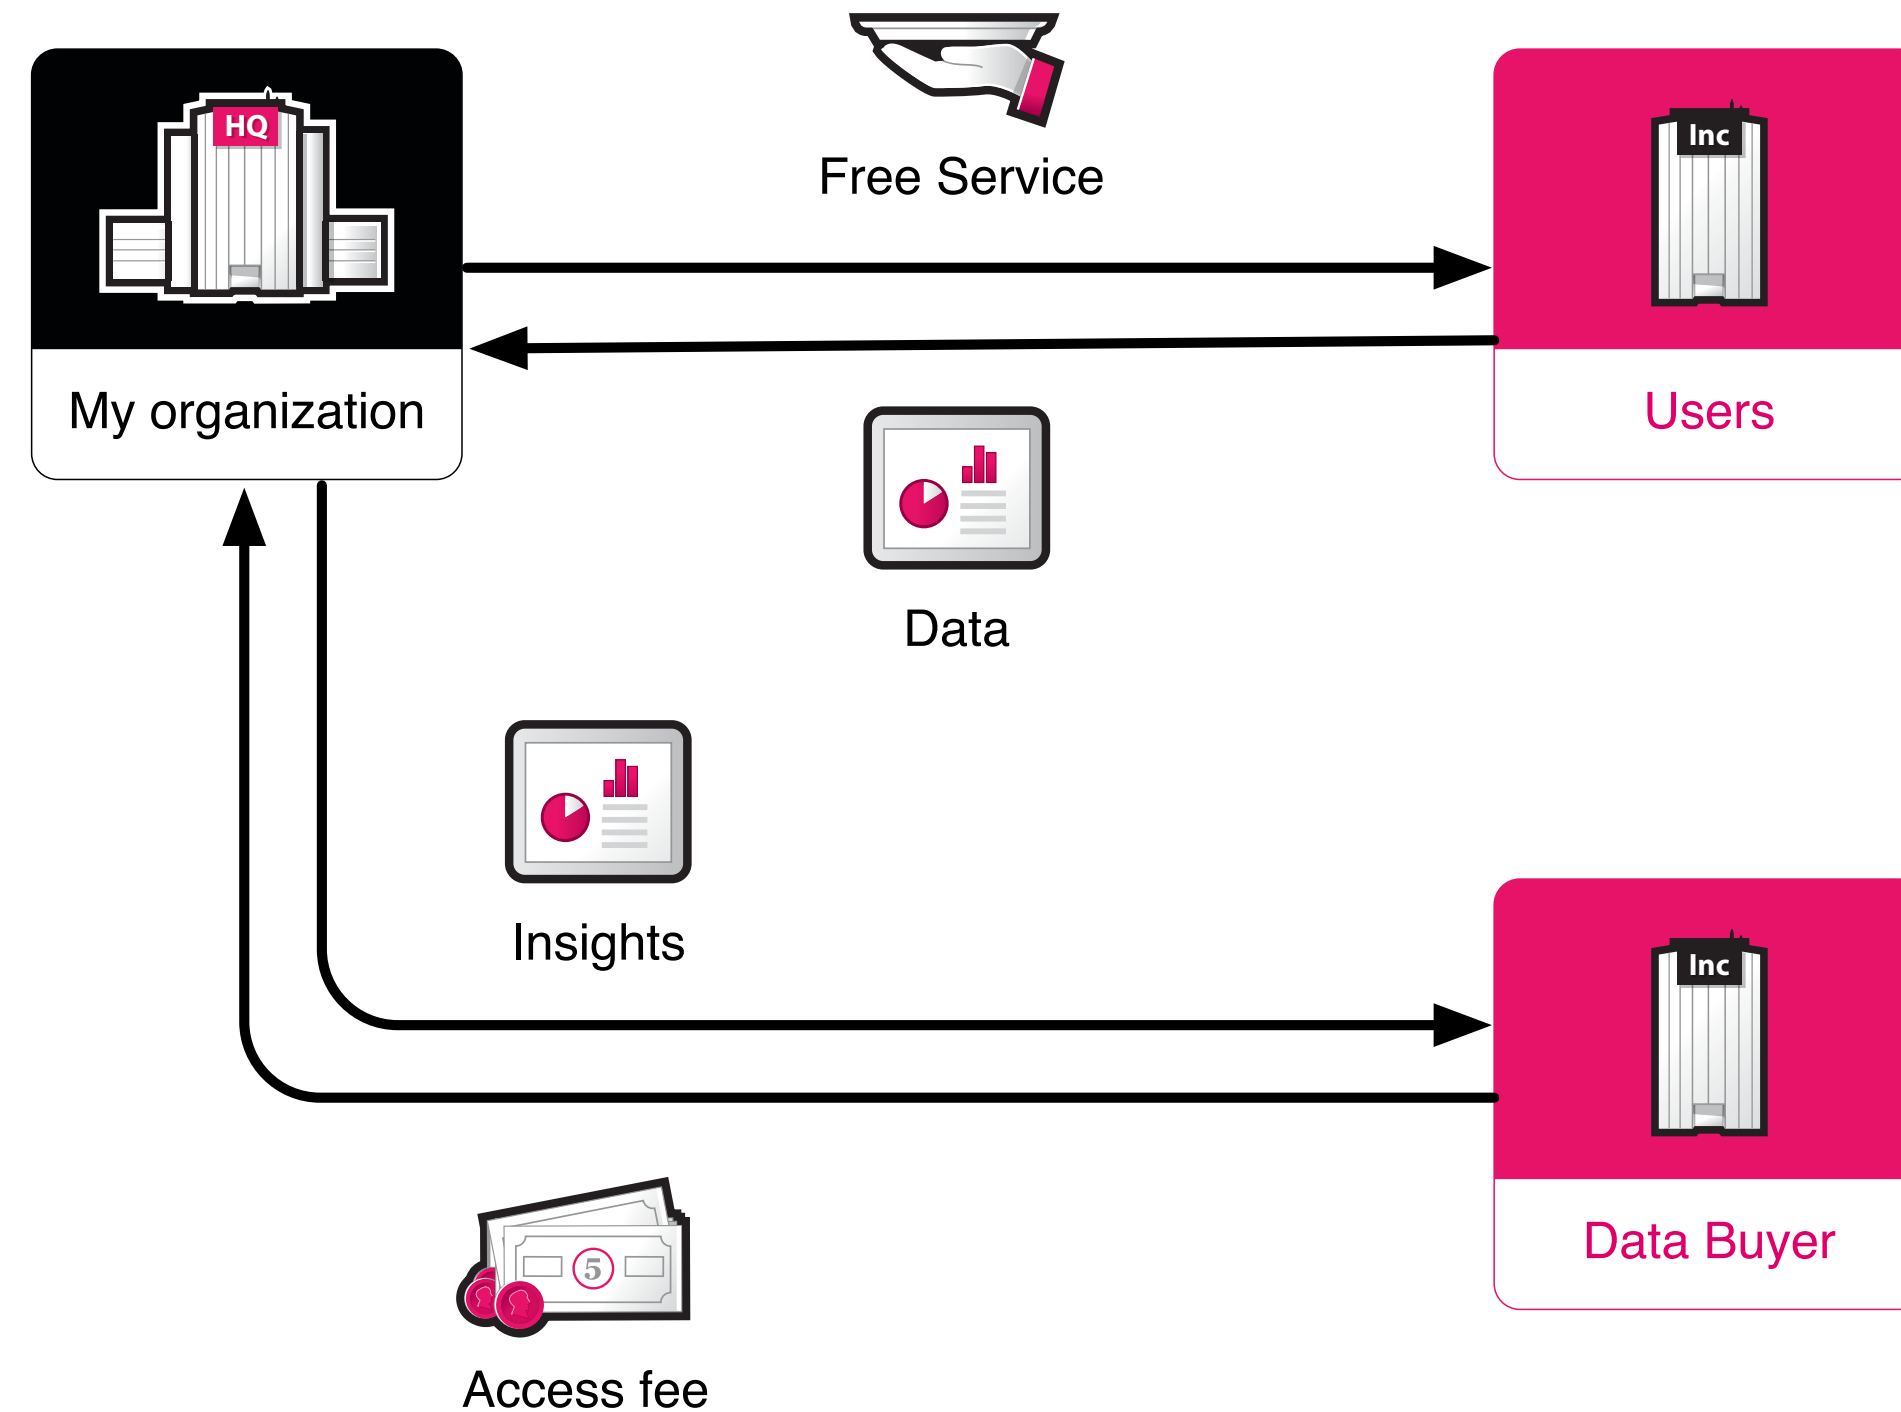 Free Service
HQ
Inc
My organization
Users
Data
Insights
Inc
Data Buyer
5
Access fee